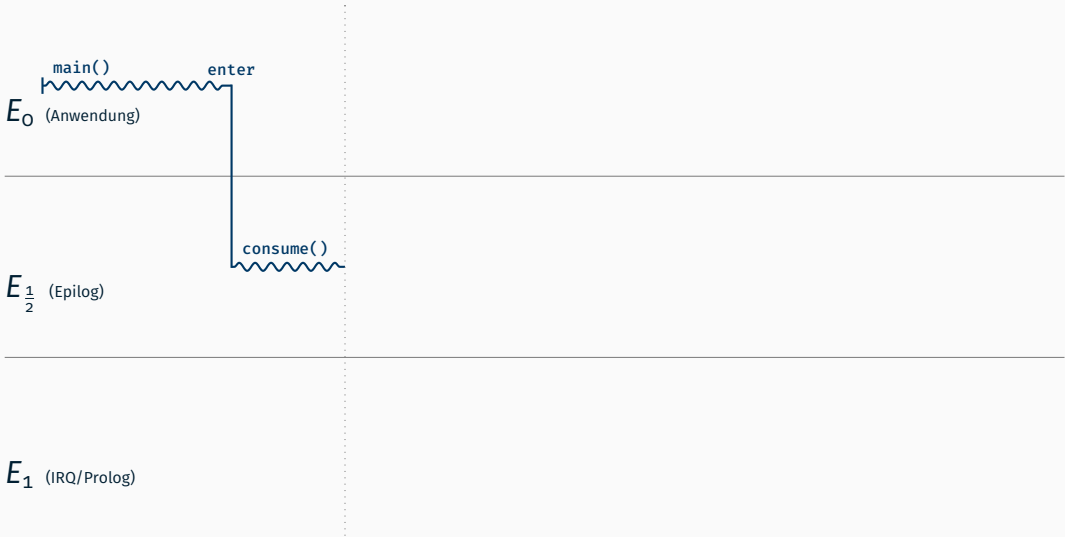 main()
enter
E0 (Anwendung)
consume()
E1/2 (Epilog)
E1 (IRQ/Prolog)